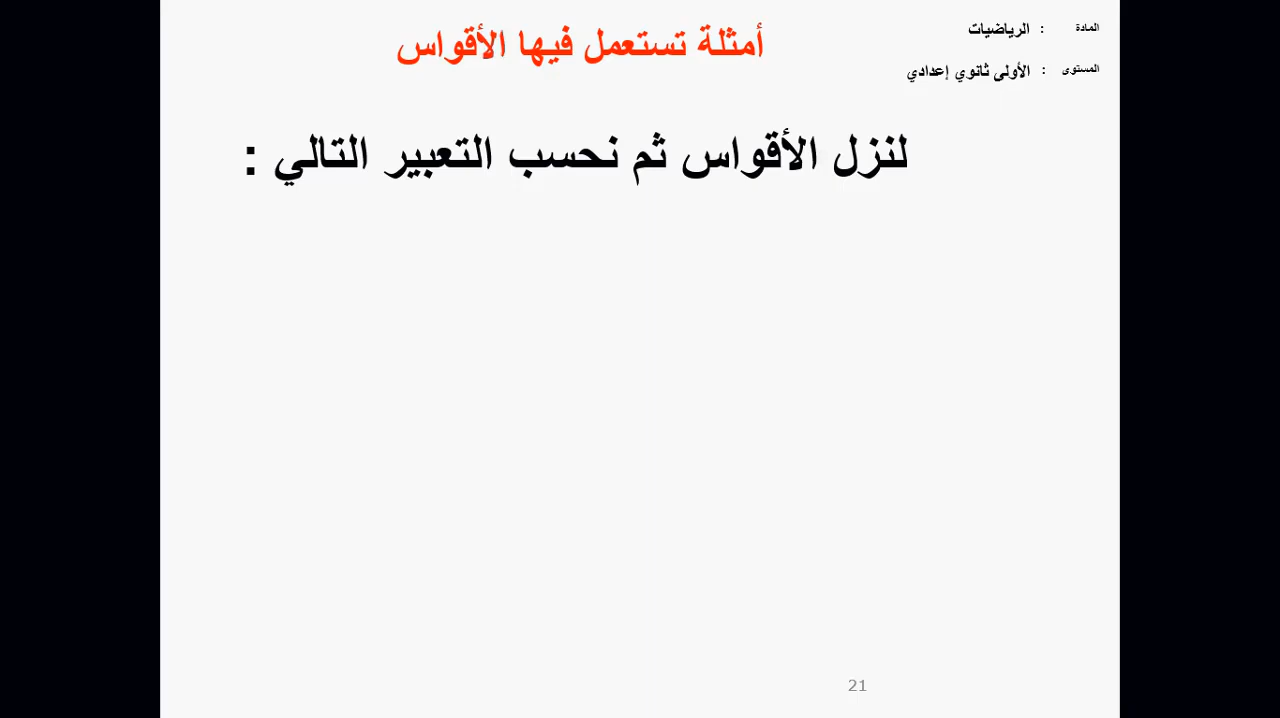 المادة : الرياضيات
المستوى : الأولى ثانوي إعدادي
أمثلة تستعمل فيها الأقواس
لنزل الأقواس ثم نحسب التعبير التالي :
21